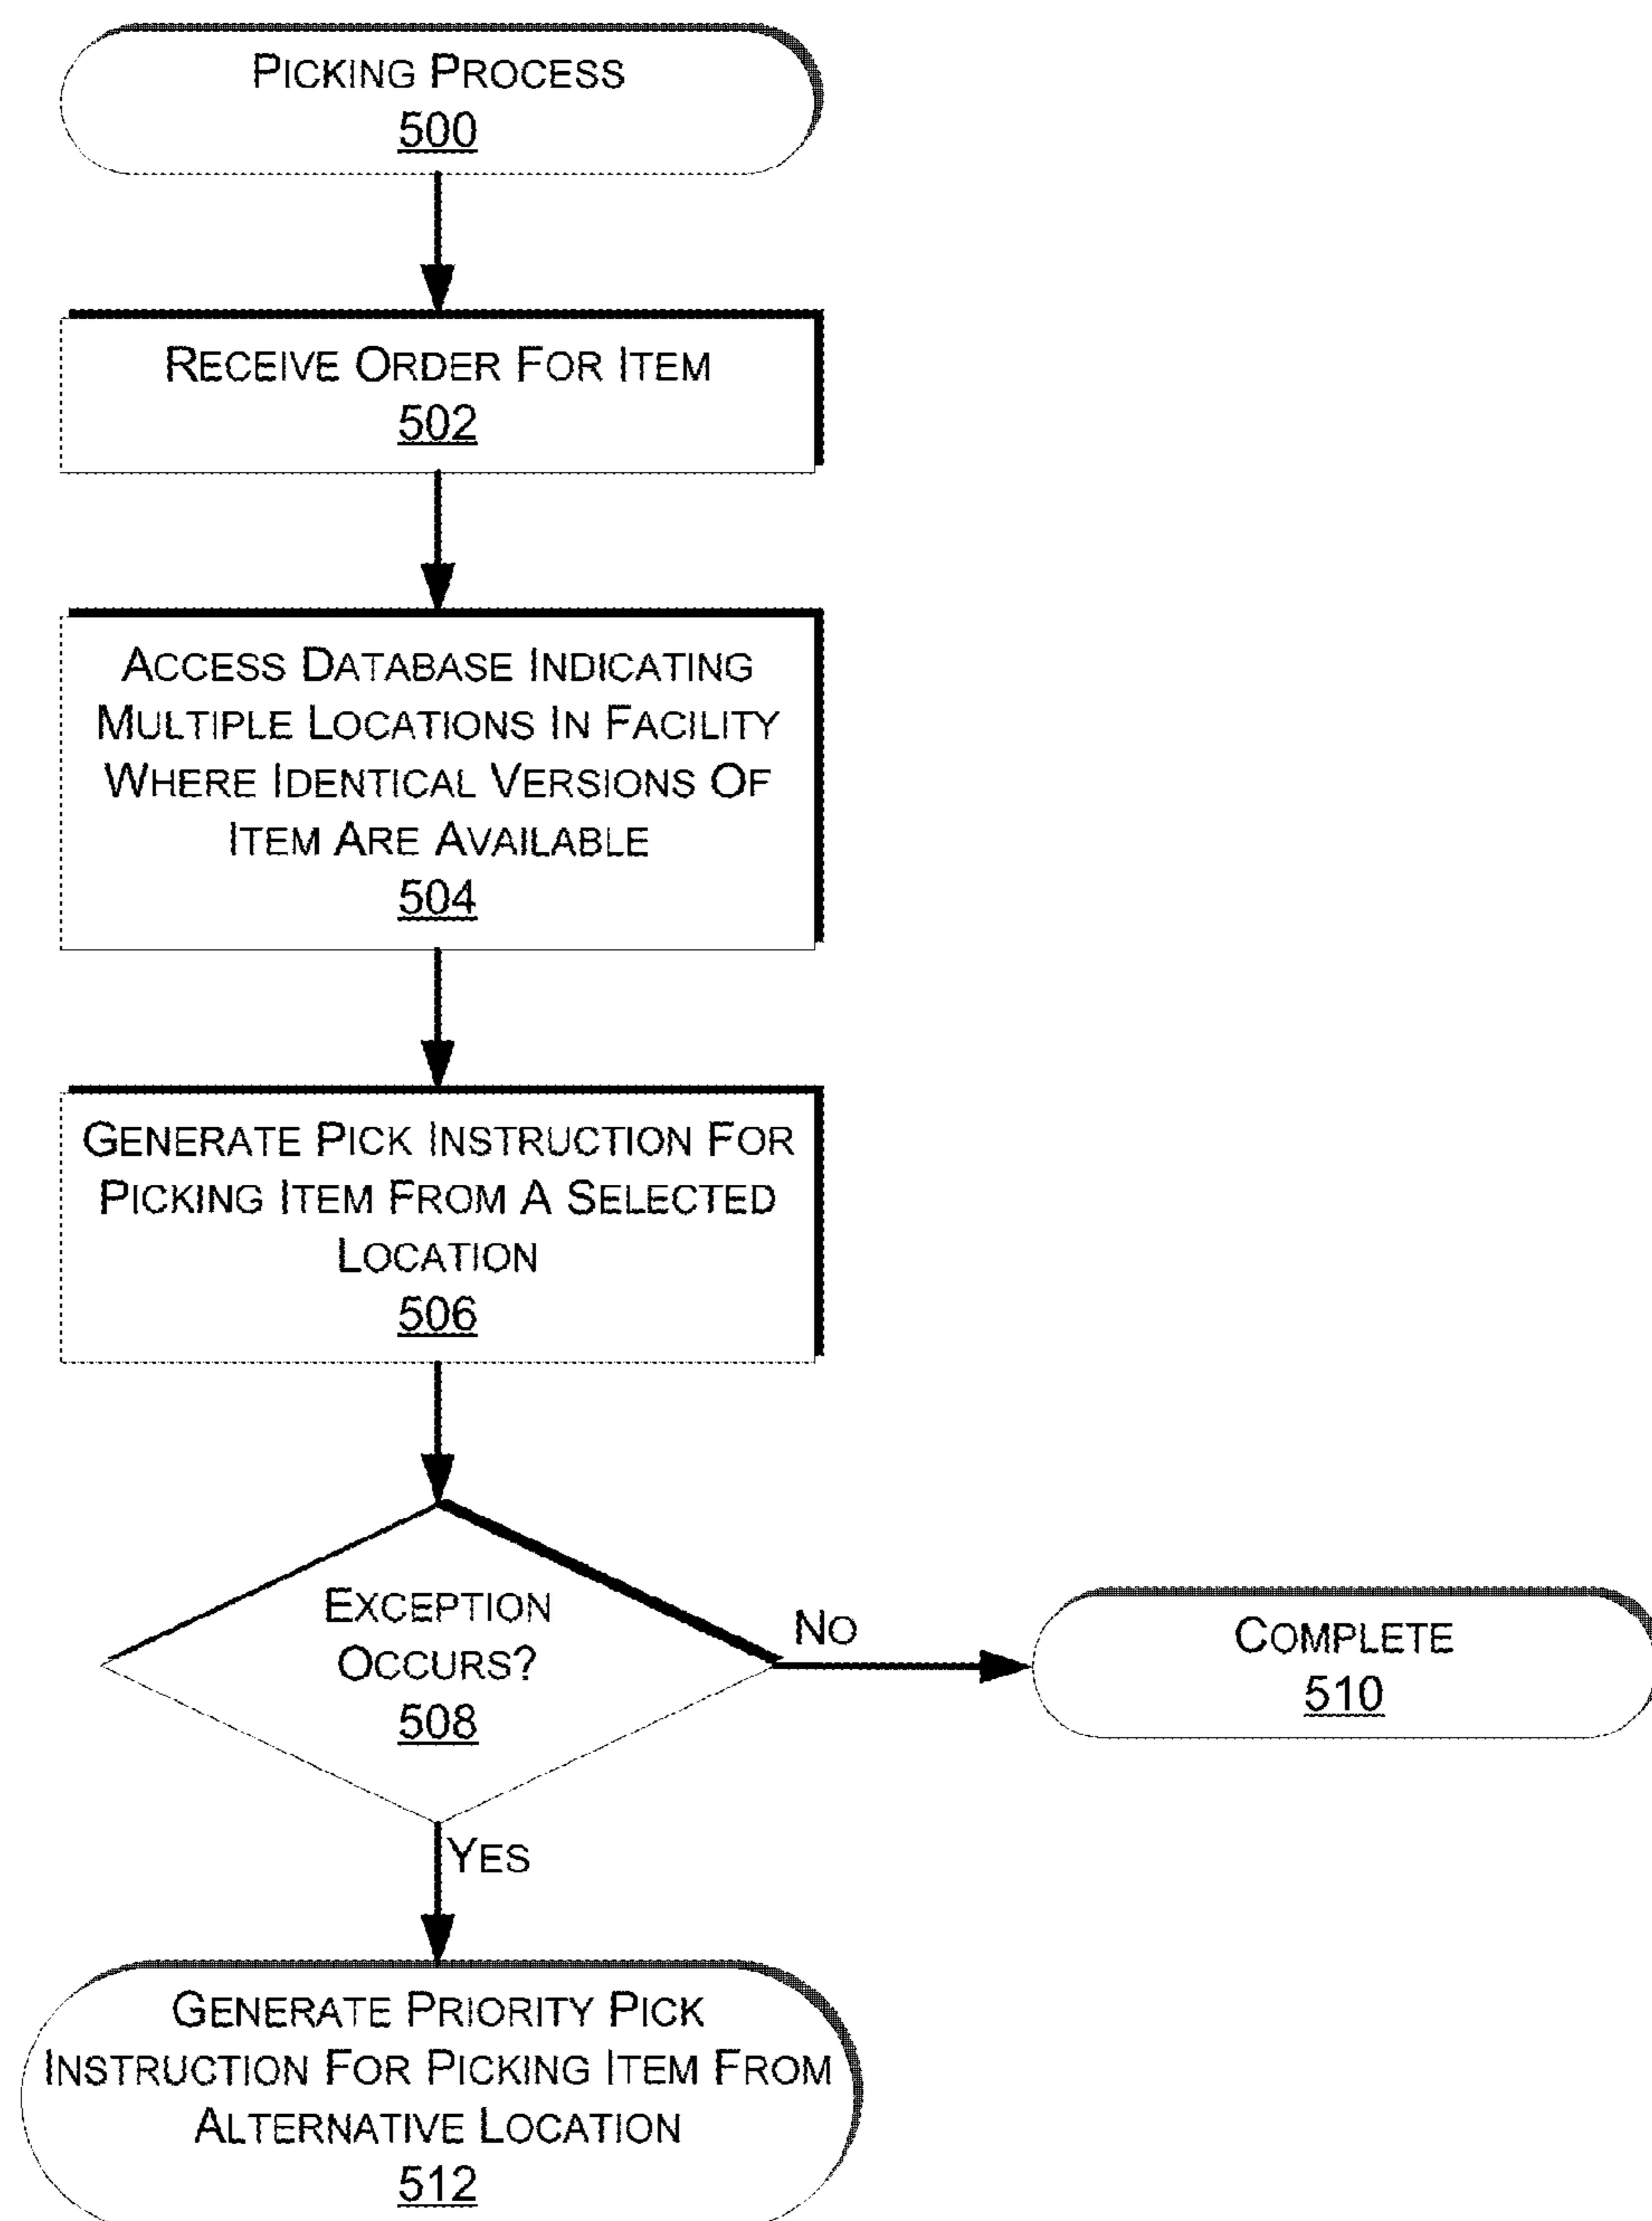 PICKING PROCESS
500
RECEIVE ORDER FOR ITEM
502
ACCESS DATABASE INDICATING
MULTIPLE LOCATIONS IN FACILITY
WHERE IDENTICAL VERSIONS OF
ITEM ARE AVAILABLE
504
GENERATE PICK INSTRUCTION FOR
PICKING ITEM FROM A SELECTED
LOCATION
506
EXCEPTION
OCCURS?
508
NO
COMPLETE
510
YES
GENERATE PRIORITY PICK
INSTRUCTION FOR PICKING ITEM FROM
ALTERNATIVE LOCATION
512